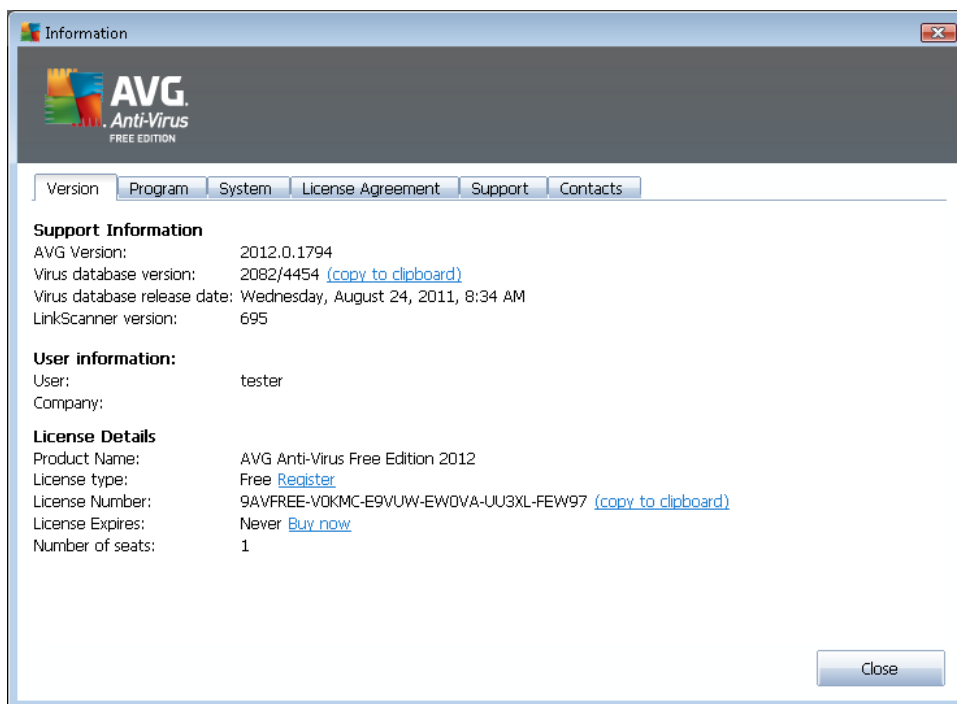 Information
AVG.
Anti-Virus
FREE EDITION
Version Program System License Agreement Support Contacts
Support Information
AVG Version: 2012.0.1794
Virus database version: 2082/4454 (copy to clipboard)
Virus database release date: Wednesday, August 24, 2011, 8:34 AM
LinkScanner version: 695
User information:
User: tester
Company:
License Details
Product Name: AVG Anti-Virus Free Edition 2012
License type: Free Register
License Number: 9AVFREE-V0KMC-E9VUW-EW0VA-UU3XL-FEW97 (copy to clipboard)
License Expires: Never Buy now
Number of seats: 1
Close